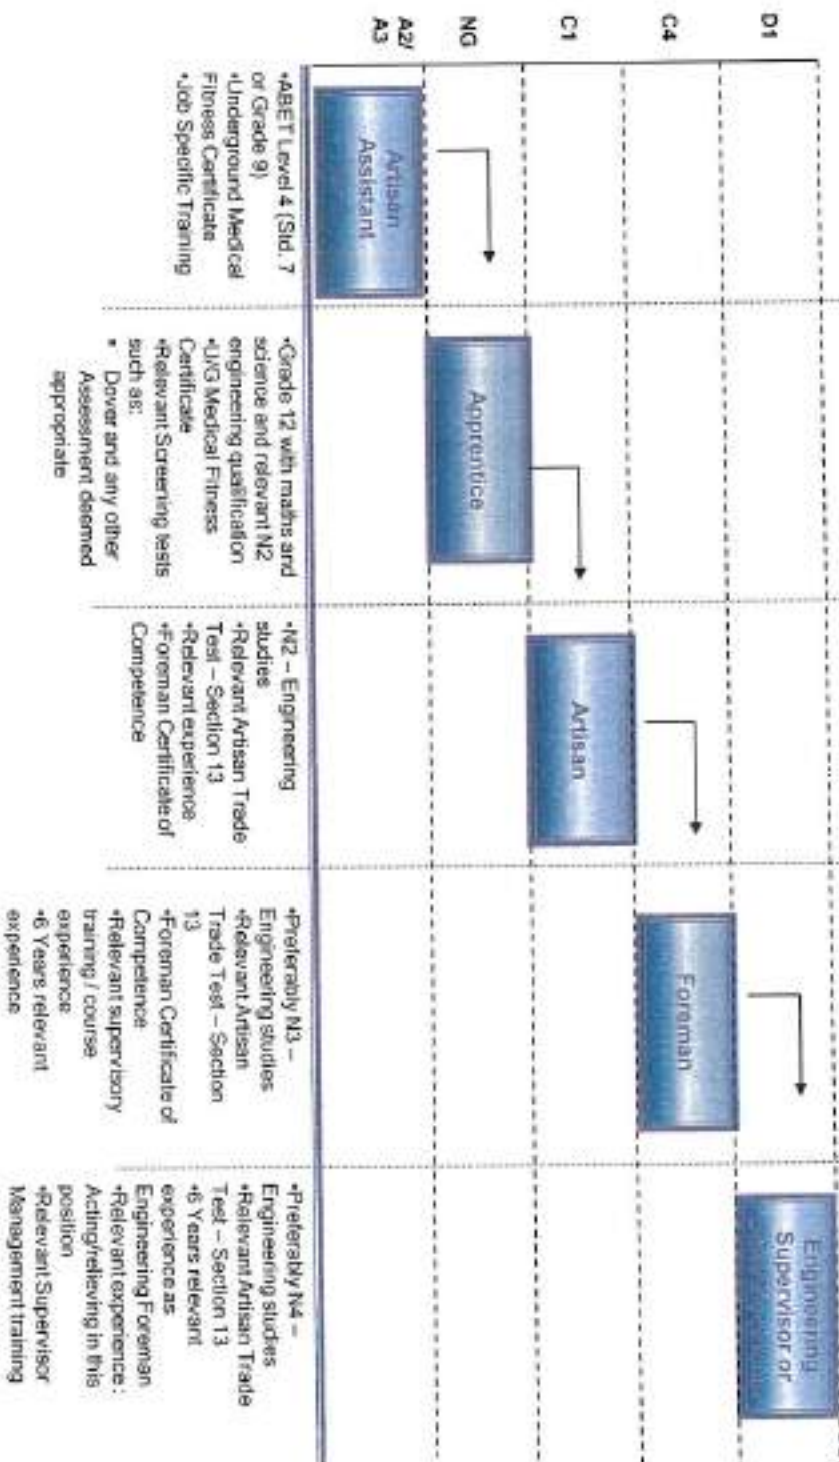 D1
C4
C1
NG
A2/
A3
Artisan
Assistant
Apprentice
Artisan
Foreman
Engineering
Supervisor or
•ABET Level 4 (Std. 7
or Grade 9)
•Underground Medical
Fitness Certificate
•Job Specific Training
•Grade 12 with maths and
science and relevant N2
engineering qualification
•U/G Medical Fitness
Certificate
•Relevant Screening tests
such as:
• Dover and any other
Assessment deemed
appropriate
•N2 – Engineering
studies
•Relevant Artisan Trade
Test – Section 13
•Relevant experience
•Foreman Certificate of
Competence
•Preferably N3 –
Engineering studies
•Relevant Artisan
Trade Test – Section
13
•Foreman Certificate of
Competence
•Relevant supervisory
training / course
experience
•6 Years relevant
experience
•Preferably N4 –
Engineering studies
•Relevant Artisan Trade
Test – Section 13
•6 Years relevant
experience as
Engineering Foreman
•Relevant experience :
Acting/relieving in this
position
•Relevant Supervisor
Management training